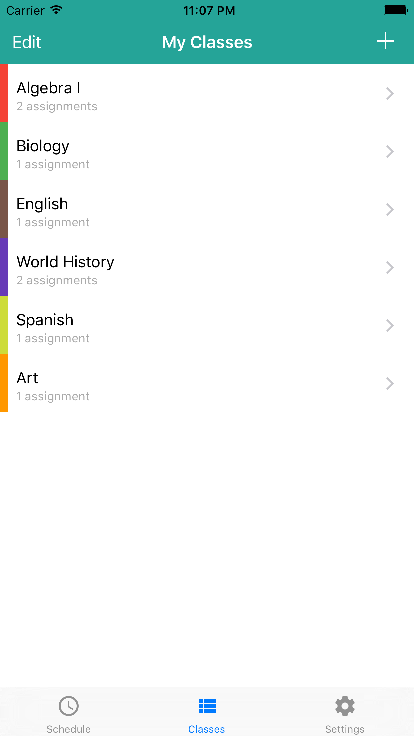 Carrier 11:07 PM
Edit My Classes
Algebra I
2 assignments
Biology
1 assignment
English
1 assignment
World History
2 assignments
Spanish
1 assignment
Art
1 assignment
Schedule Classes Settings